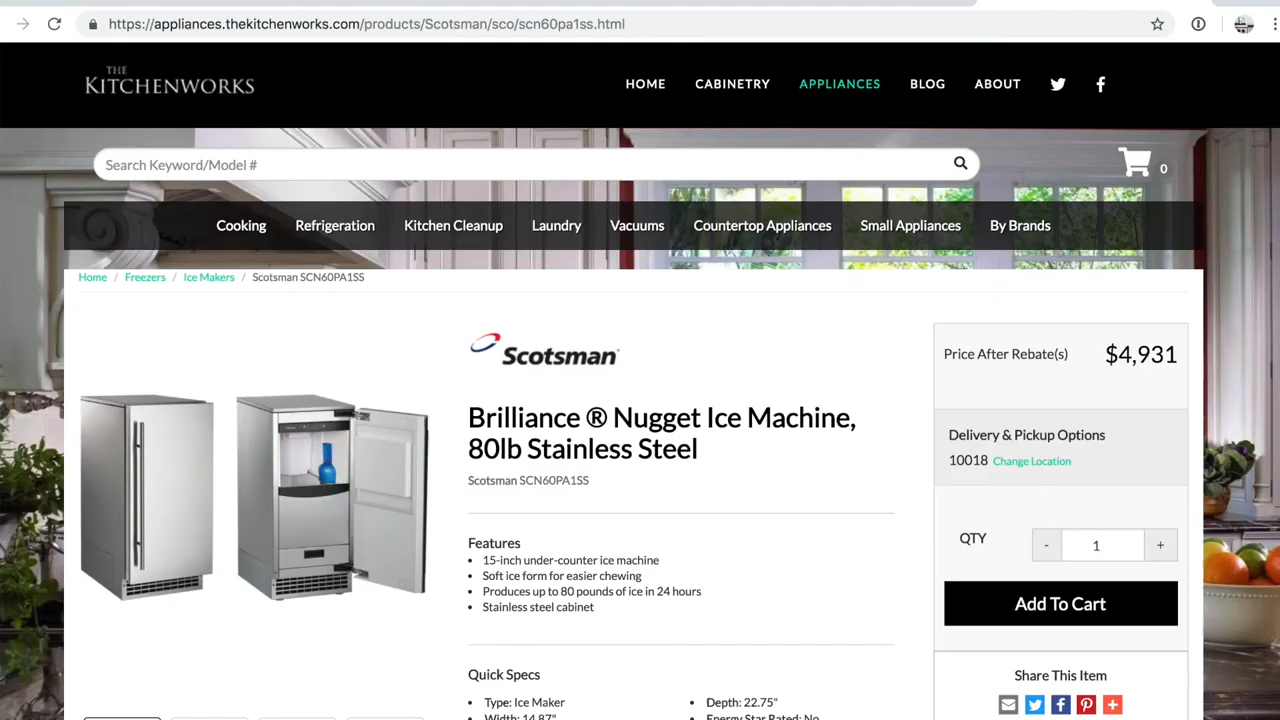 https://appliances.thekitchenworks.com/products/Scotsman/sco/scn60pa1ss.html
THE
KITCHENWORKS
HOME CABINETRY APPLIANCES BLOG ABOUT
Search Keyword/Model #
0
Cooking Refrigeration Kitchen Cleanup Laundry Vacuums Countertop Appliances Small Appliances By Brands
Home / Freezers / Ice Makers / Scotsman SCN60PA1SS
Scotsman
Brilliance ® Nugget Ice Machine,
80lb Stainless Steel
Scotsman SCN60PA1SS
Features
• 15-inch under-counter ice machine
• Soft ice form for easier chewing
• Produces up to 80 pounds of ice in 24 hours
• Stainless steel cabinet
Quick Specs
• Type: Ice Maker
• Width: 14.87"
• Depth: 22.75"
• Energy Star Rated: No
Price After Rebate(s) $4,931
Delivery & Pickup Options
10018 Change Location
QTY - 1 +
Add To Cart
Share This Item